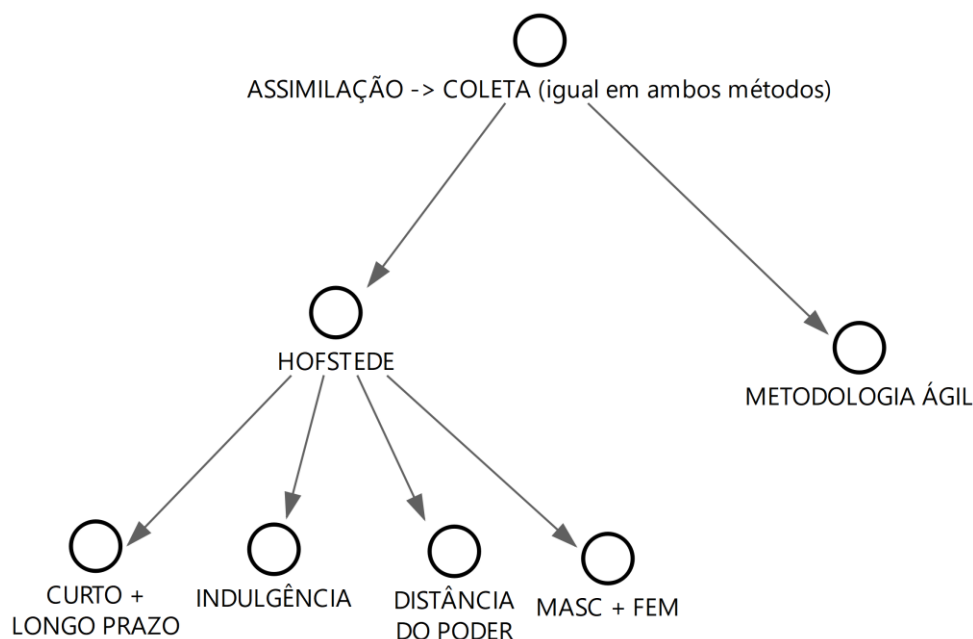 ASSIMILAÇÃO -> COLETA (igual em ambos métodos)
HOFSTEDE
METODOLOGIA ÁGIL
CURTO +
LONGO PRAZO
INDULGÊNCIA
DISTÂNCIA
DO PODER
MASC + FEM